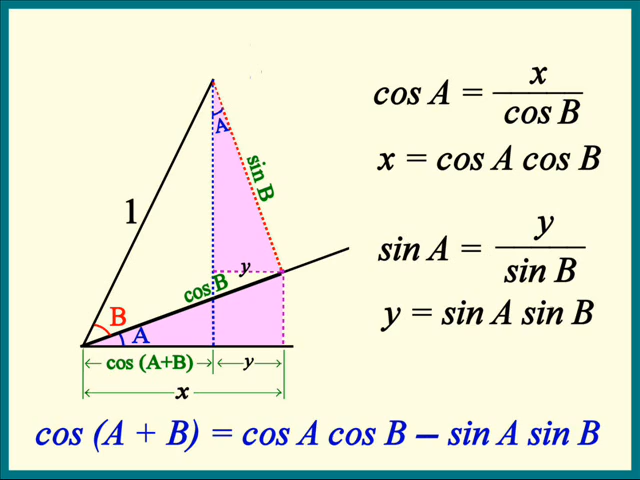 A
1
sin B
y
cos B
B
A
cos (A+B)
y
x
cos A = x / cos B
x = cos A cos B
sin A = y / sin B
y = sin A sin B
cos (A + B) = cos A cos B – sin A sin B